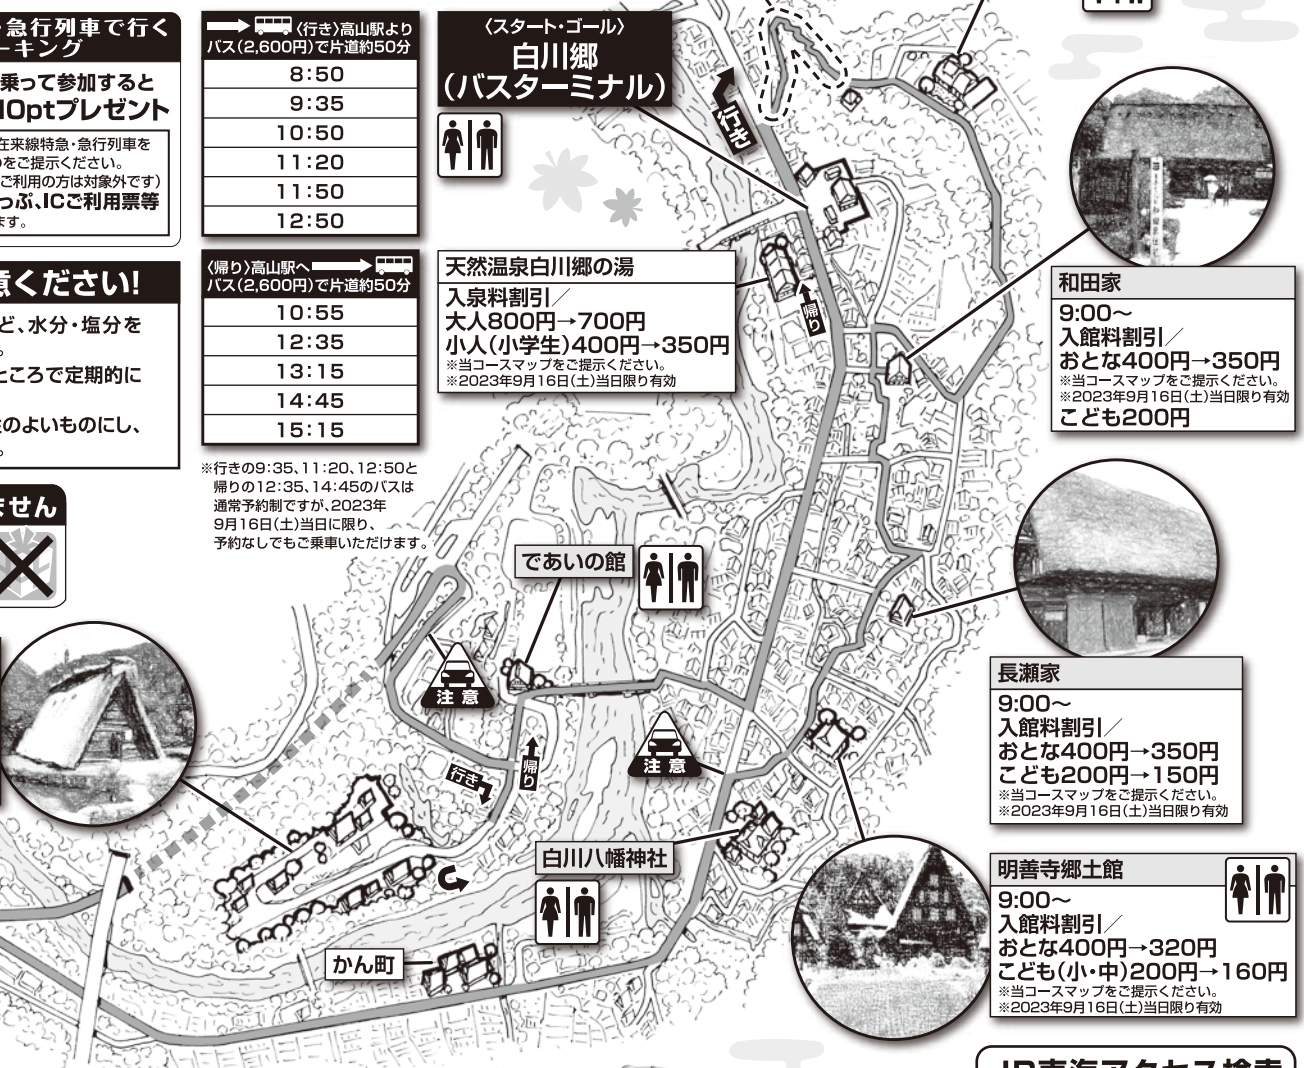 急行列車で行く
ーキング
乗って参加すると
10ptプレゼント
在来線特急・急行列車を
をご提示ください。
ご利用の方は対象外です)
っぷ、ICご利用票等
ます。
意ください!
ど、水分・塩分を
。
ところで定期的に
のよいものにし、
。
ません
〈行き〉高山駅より
バス(2,600円)で片道約50分
8:50
9:35
10:50
11:20
11:50
12:50
〈帰り〉高山駅へ
バス(2,600円)で片道約50分
10:55
12:35
13:15
14:45
15:15
※行きの9:35、11:20、12:50と
帰りの12:35、14:45のバスは
通常予約制ですが、2023年
9月16日(土)当日に限り、
予約なしでもご乗車いただけます。
〈スタート・ゴール〉
白川郷
(バスターミナル)
行き
天然温泉白川郷の湯
入泉料割引/
大人800円→700円
小人(小学生)400円→350円
※当コースマップをご提示ください。
※2023年9月16日(土)当日限り有効
帰り
和田家
9:00~
入館料割引/
おとな400円→350円
※当コースマップをご提示ください。
※2023年9月16日(土)当日限り有効
こども200円
であいの館
注意
注意
行き
帰り
長瀬家
9:00~
入館料割引/
おとな400円→350円
こども200円→150円
※当コースマップをご提示ください。
※2023年9月16日(土)当日限り有効
白川八幡神社
かん町
明善寺郷土館
9:00~
入館料割引/
おとな400円→320円
こども(小・中)200円→160円
※当コースマップをご提示ください。
※2023年9月16日(土)当日限り有効
JR東海アクセス検索